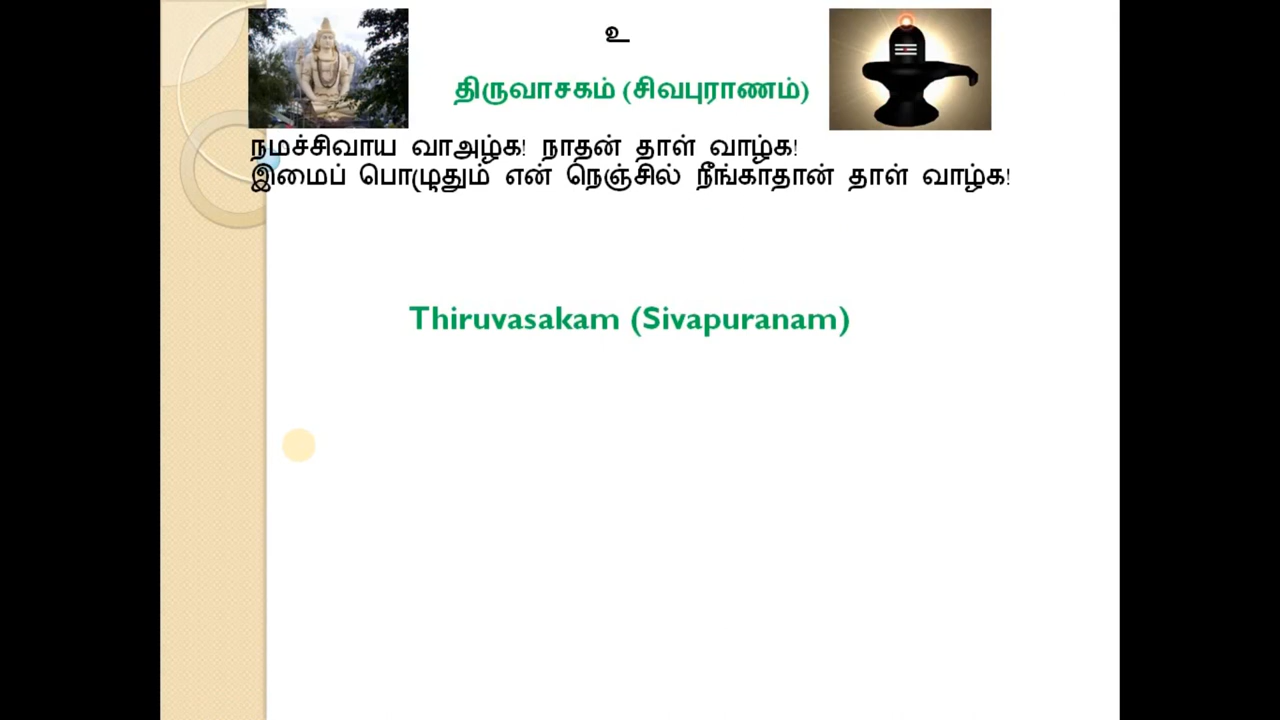 உ
திருவாசகம் (சிவபுராணம்)
நமச்சிவாய வாஅழ்க! நாதன் தாள் வாழ்க!
இமைப் பொழுதும் என் நெஞ்சில் நீங்காதான் தாள் வாழ்க!
Thiruvasakam (Sivapuranam)